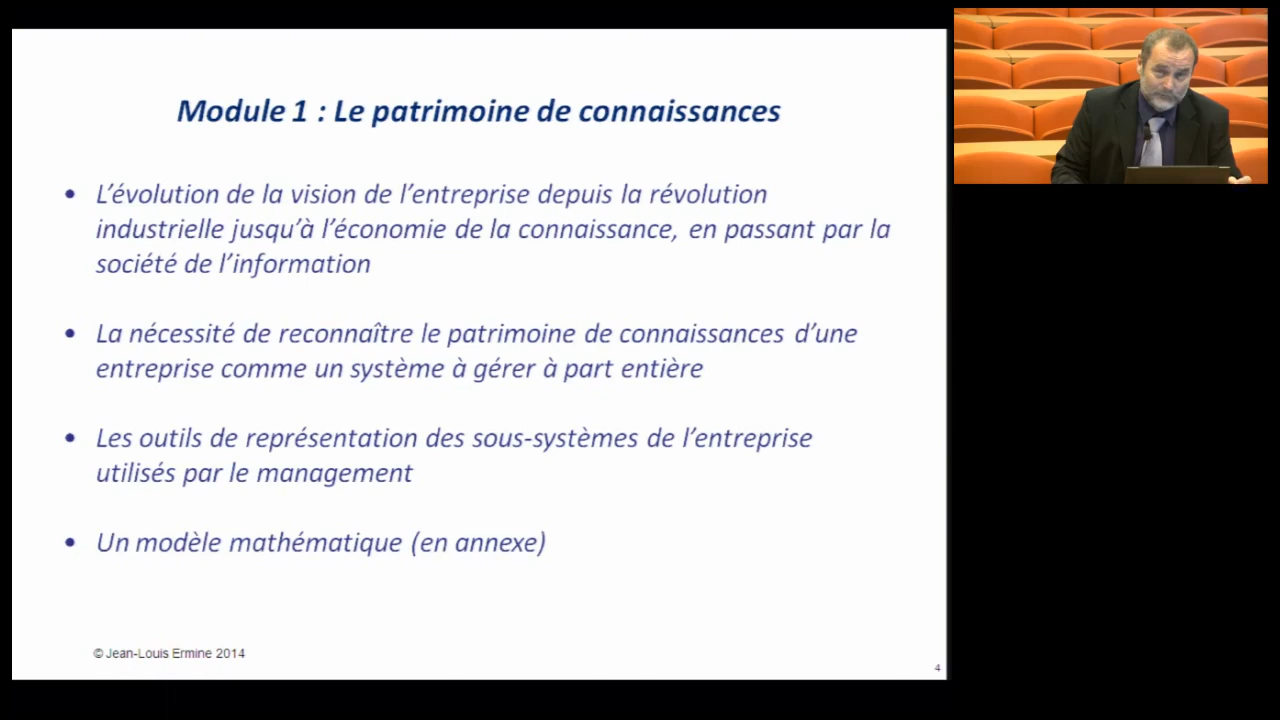 Module 1 : Le patrimoine de connaissances
• L’évolution de la vision de l’entreprise depuis la révolution
industrielle jusqu’à l’économie de la connaissance, en passant par la
société de l’information
• La nécessité de reconnaître le patrimoine de connaissances d’une
entreprise comme un système à gérer à part entière
• Les outils de représentation des sous-systèmes de l’entreprise
utilisés par le management
• Un modèle mathématique (en annexe)
© Jean-Louis Ermine 2014
4